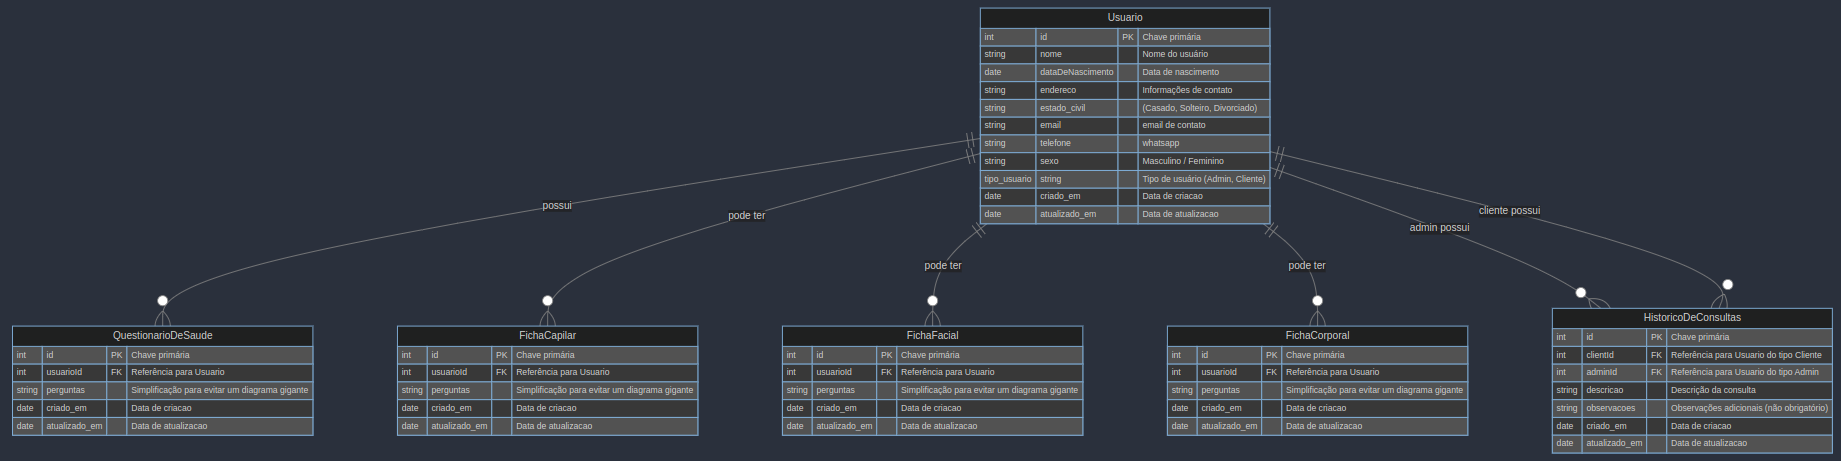 Usuario
int id PK Chave primária
string nome Nome do usuário
date dataDeNascimento Data de nascimento
string endereco Informações de contato
string estado_civil (Casado, Solteiro, Divorciado)
string email email de contato
string telefone whatsapp
string sexo Masculino / Feminino
tipo_usuario string Tipo de usuário (Admin, Cliente)
date criado_em Data de criacao
date atualizado_em Data de atualizacao
possui
pode ter
pode ter
pode ter
admin possui
cliente possui
QuestionarioDeSaude
int id PK Chave primária
int usuarioId FK Referência para Usuario
string perguntas Simplificação para evitar um diagrama gigante
date criado_em Data de criacao
date atualizado_em Data de atualizacao
FichaCapilar
int id PK Chave primária
int usuarioId FK Referência para Usuario
string perguntas Simplificação para evitar um diagrama gigante
date criado_em Data de criacao
date atualizado_em Data de atualizacao
FichaFacial
int id PK Chave primária
int usuarioId FK Referência para Usuario
string perguntas Simplificação para evitar um diagrama gigante
date criado_em Data de criacao
date atualizado_em Data de atualizacao
FichaCorporal
int id PK Chave primária
int usuarioId FK Referência para Usuario
string perguntas Simplificação para evitar um diagrama gigante
date criado_em Data de criacao
date atualizado_em Data de atualizacao
HistoricoDeConsultas
int id PK Chave primária
int clientId FK Referência para Usuario do tipo Cliente
int adminId FK Referência para Usuario do tipo Admin
string descricao Descrição da consulta
string observacoes Observações adicionais (não obrigatório)
date criado_em Data de criacao
date atualizado_em Data de atualizacao